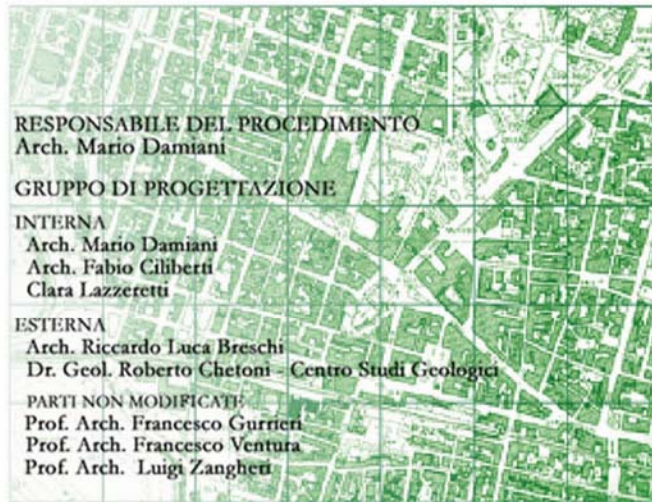 RESPONSABILE DEL PROCEDIMENTO
Arch. Mario Damiani
GRUPPO DI PROGETTAZIONE
INTERNA
Arch. Mario Damiani
Arch. Fabio Ciliberti
Clara Lazzeretti
ESTERNA
Arch. Riccardo Luca Breschi
Dr. Geol. Roberto Chetoni - Centro Studi Geologici
PARTI NON MODIFICATE
Prof. Arch. Francesco Gurrieri
Prof. Arch. Francesco Ventura
Prof. Arch. Luigi Zangheri